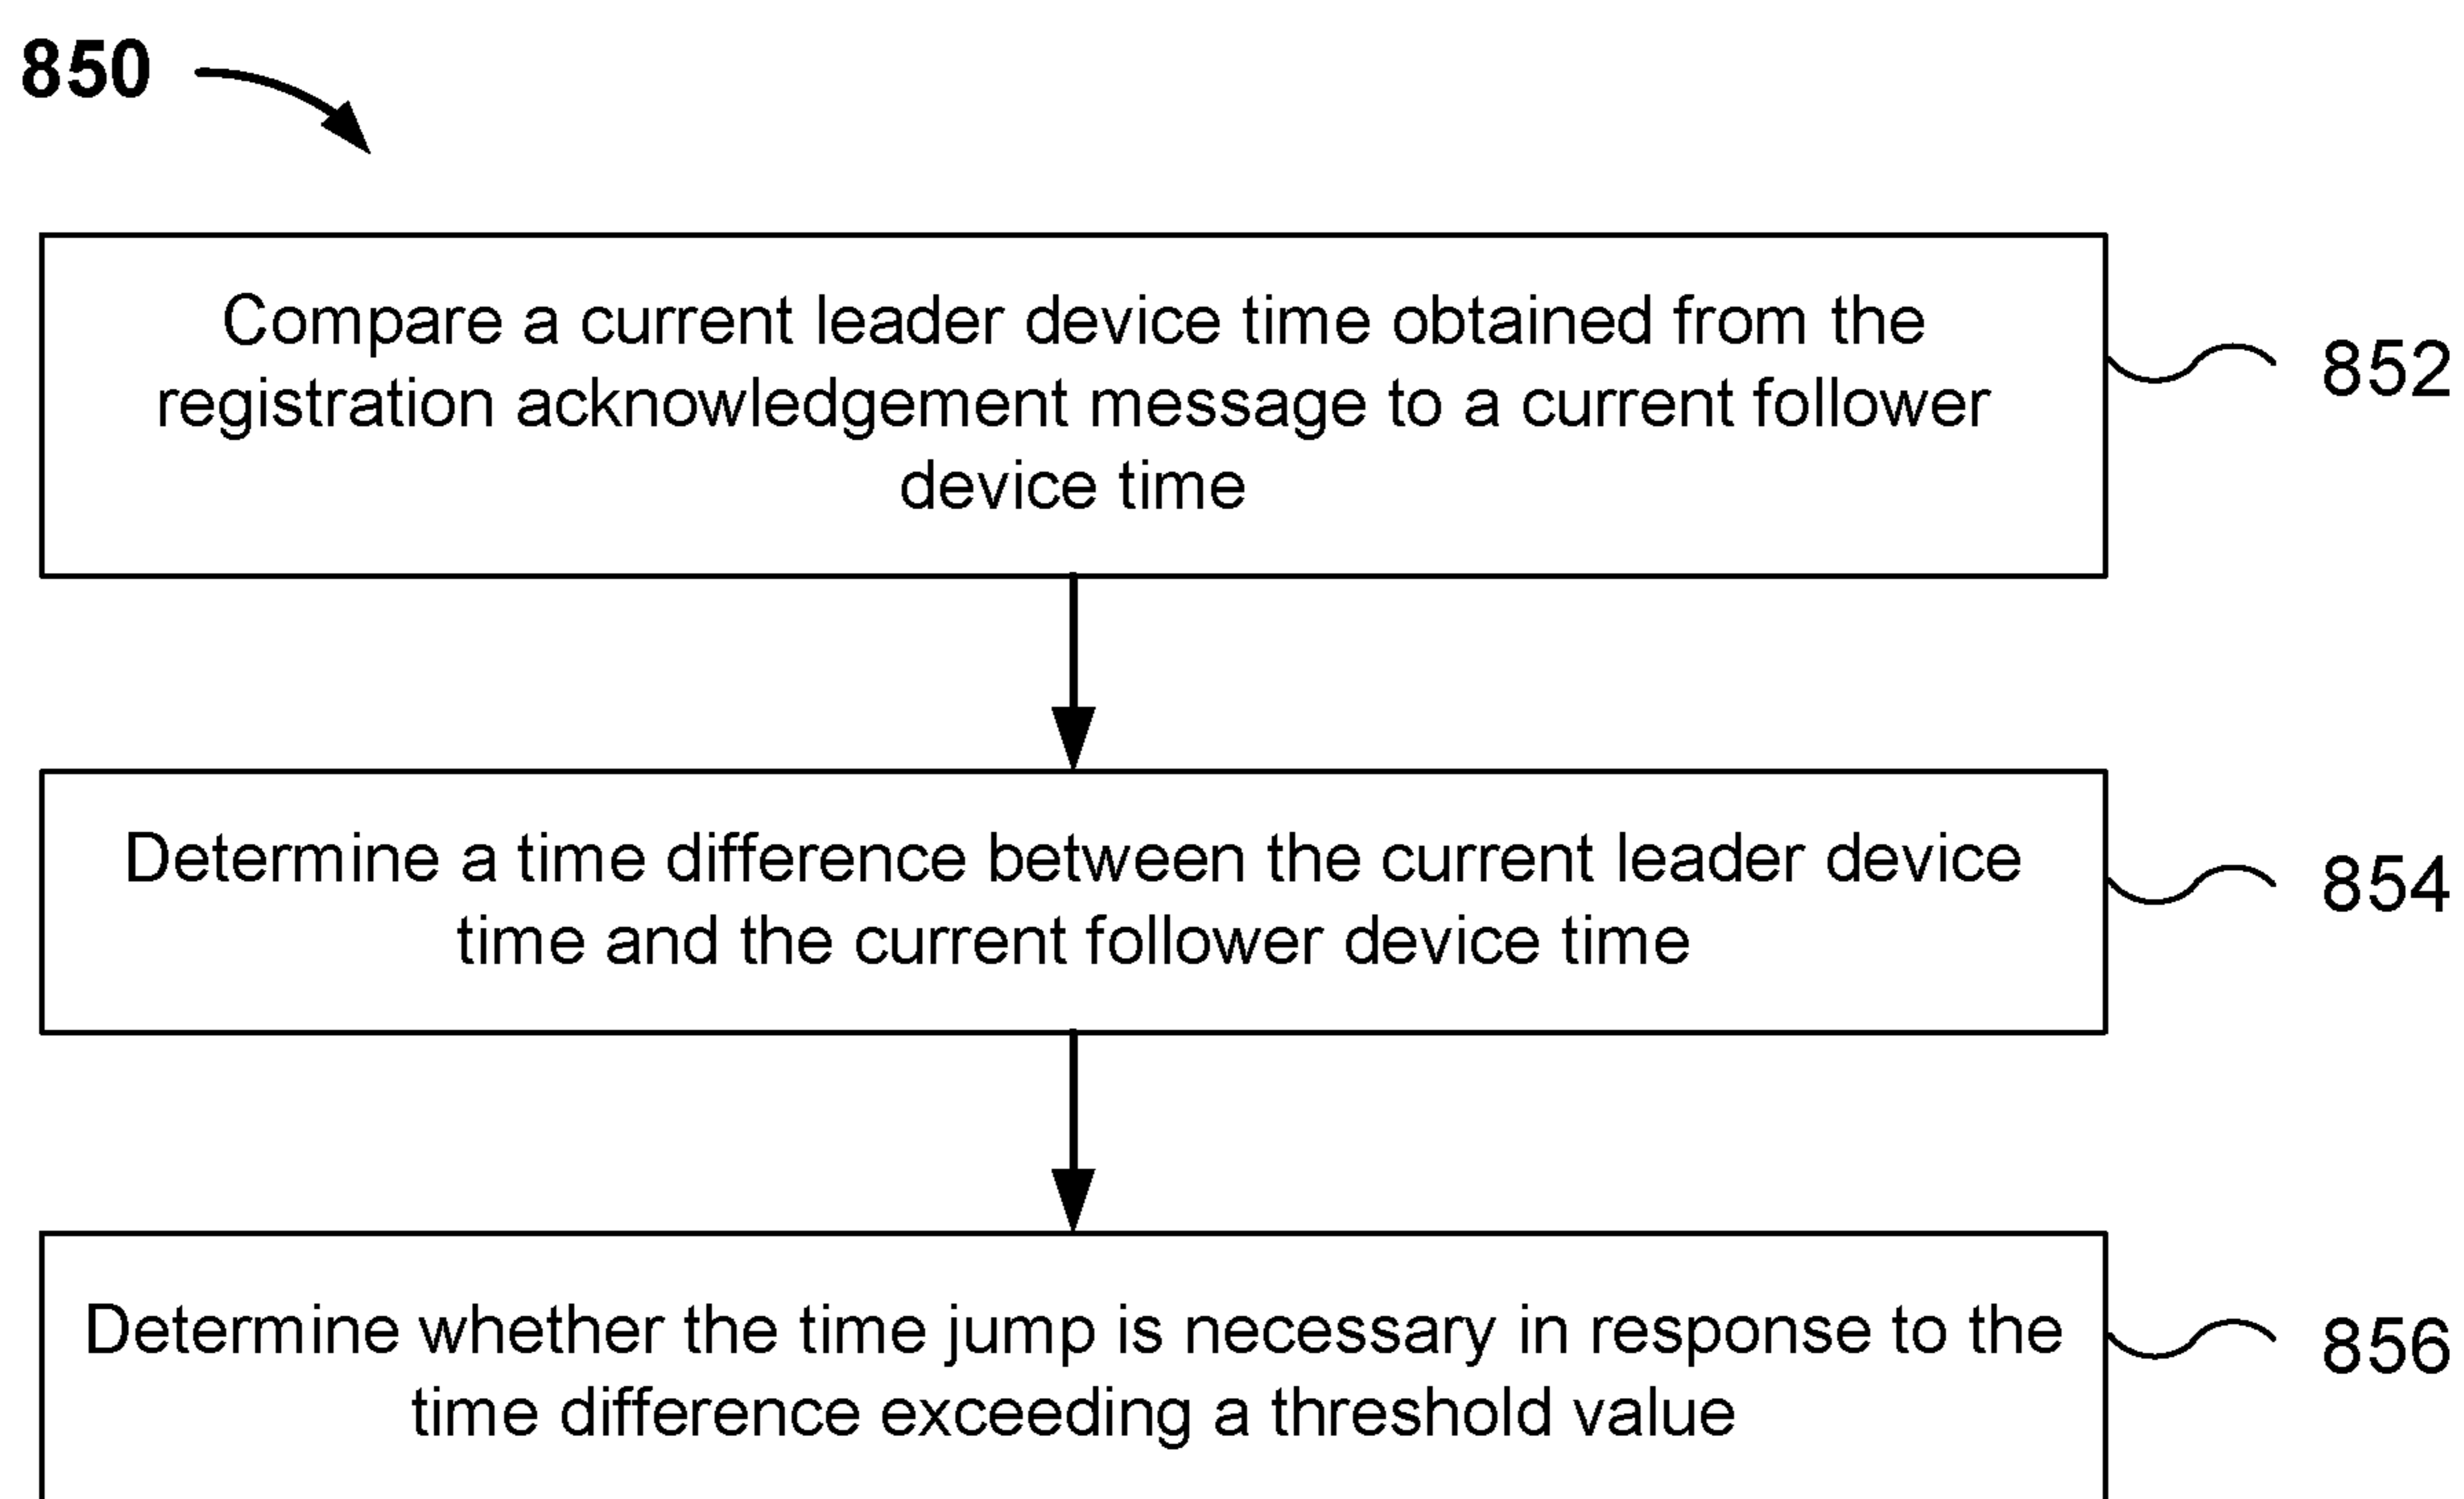 850
Compare a current leader device time obtained from the
registration acknowledgement message to a current follower
device time
852
Determine a time difference between the current leader device
time and the current follower device time
854
Determine whether the time jump is necessary in response to the
time difference exceeding a threshold value
856